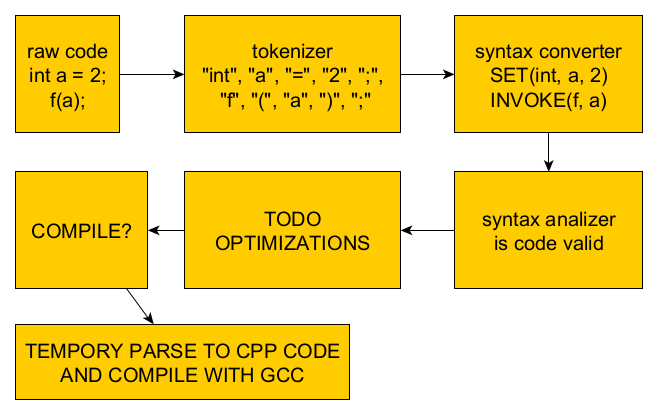 raw code
int a = 2;
f(a);
tokenizer
"int", "a", "=", "2", ";",
"f", "(", "a", ")", ";"
syntax converter
SET(int, a, 2)
INVOKE(f, a)
syntax analizer
is code valid
TODO
OPTIMIZATIONS
COMPILE?
TEMPORY PARSE TO CPP CODE
AND COMPILE WITH GCC